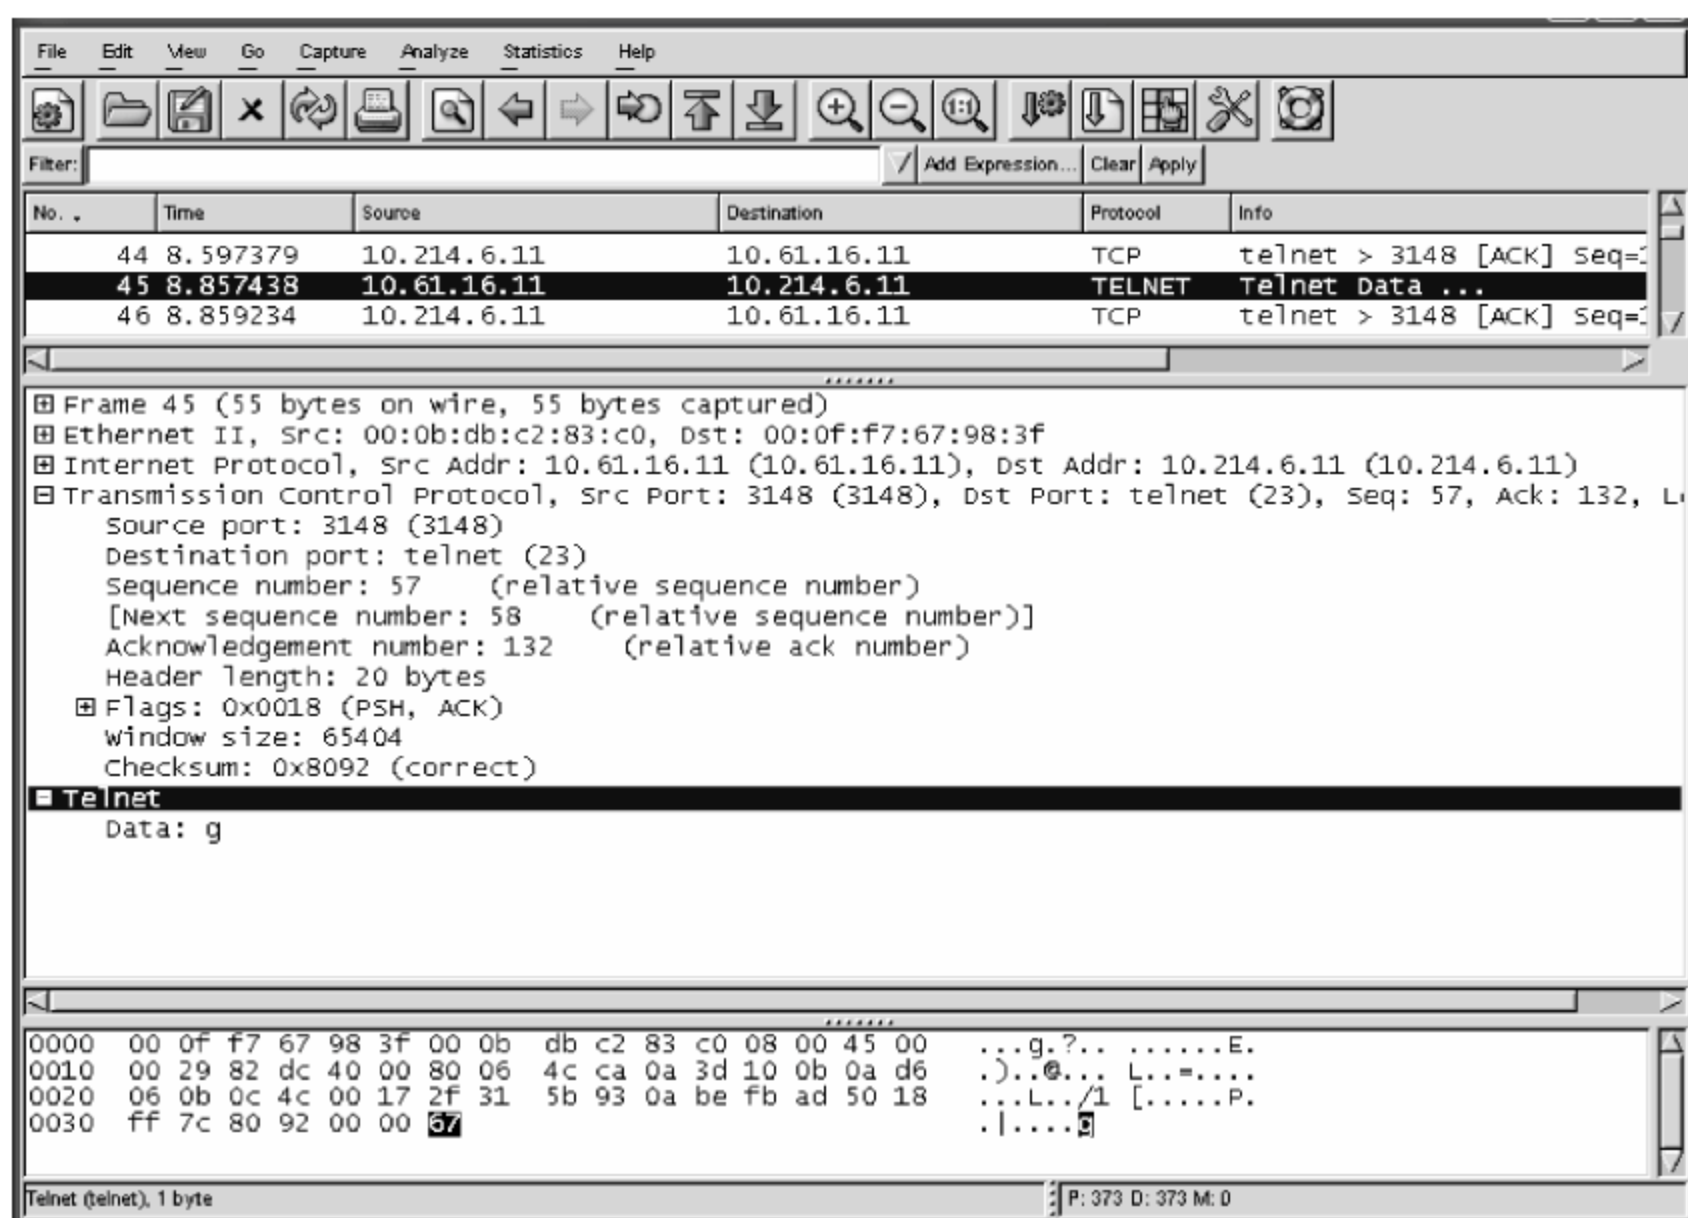 File Edit View Go Capture Analyze Statistics Help
Filter: Add Expression... Clear Apply
No. . Time Source Destination Protocol Info
44 8.597379 10.214.6.11 10.61.16.11 TCP telnet > 3148 [ACK] Seq=1
45 8.857438 10.61.16.11 10.214.6.11 TELNET Telnet Data ...
46 8.859234 10.214.6.11 10.61.16.11 TCP telnet > 3148 [ACK] Seq=1
Frame 45 (55 bytes on wire, 55 bytes captured)
Ethernet II, Src: 00:0b:db:c2:83:c0, Dst: 00:0f:f7:67:98:3f
Internet Protocol, Src Addr: 10.61.16.11 (10.61.16.11), Dst Addr: 10.214.6.11 (10.214.6.11)
Transmission Control Protocol, Src Port: 3148 (3148), Dst Port: telnet (23), Seq: 57, Ack: 132, L
Source port: 3148 (3148)
Destination port: telnet (23)
Sequence number: 57 (relative sequence number)
[Next sequence number: 58 (relative sequence number)]
Acknowledgement number: 132 (relative ack number)
Header length: 20 bytes
Flags: 0x0018 (PSH, ACK)
Window size: 65404
Checksum: 0x8092 (correct)
Telnet
Data: g
0000 00 0f f7 67 98 3f 00 0b db c2 83 c0 08 00 45 00 ...g.?.. ......E.
0010 00 29 82 dc 40 00 80 06 4c ca 0a 3d 10 0b 0a d6 .)..@... L..=....
0020 06 0b 0c 4c 00 17 2f 31 5b 93 0a be fb ad 50 18 ...L../1 [.....P.
0030 ff 7c 80 92 00 00 67 .|....g
Telnet (telnet), 1 byte P: 373 D: 373 M: 0